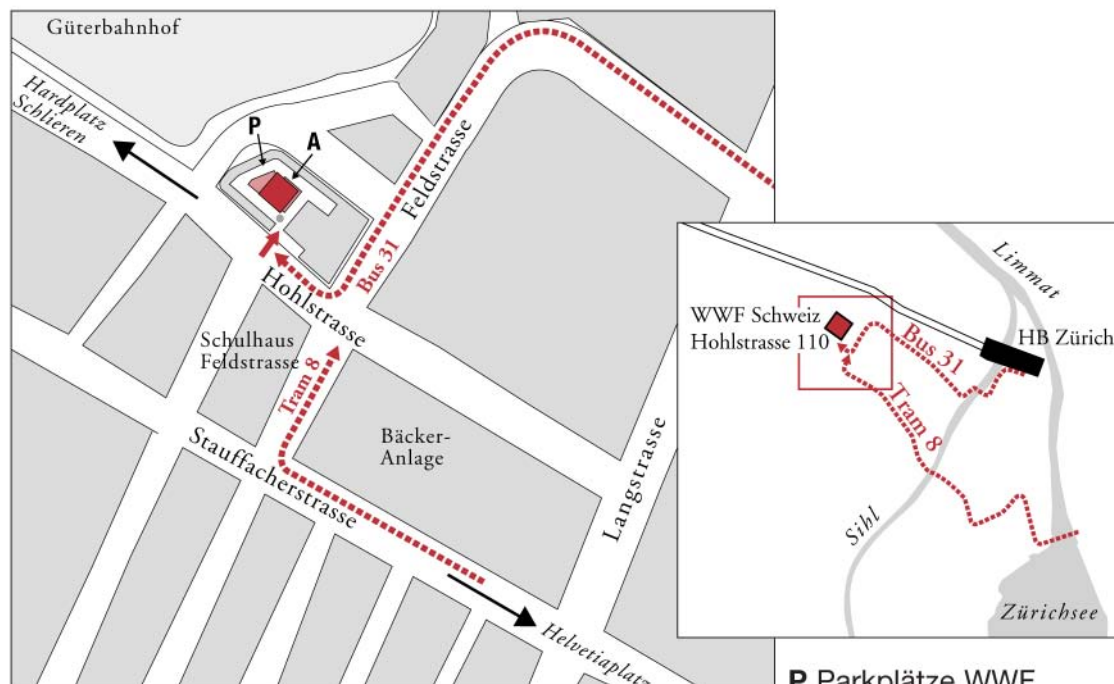 Güterbahnhof
Hardplatz
Schlieren
P
A
Feldstrasse
Bus 31
Hohlstrasse
Schulhaus
Feldstrasse
Tram 8
Bäcker-
Anlage
Stauffacherstrasse
Langstrasse
Helvetiaplatz
Limmat
WWF Schweiz
Hohlstrasse 110
HB Zürich
Bus 31
Tram 8
Sihl
Zürichsee
P Parkplätze WWF